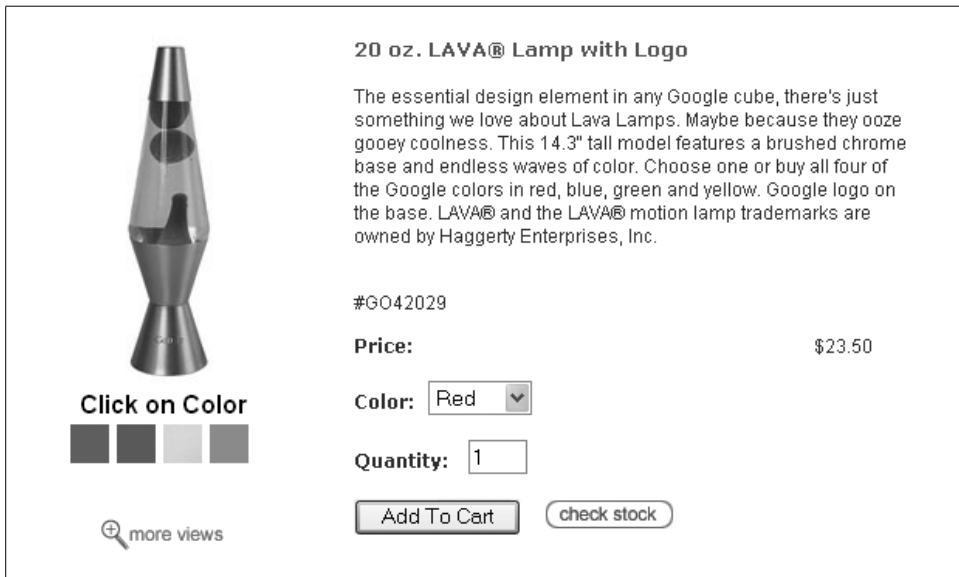 20 oz. LAVA® Lamp with Logo
The essential design element in any Google cube, there's just
something we love about Lava Lamps. Maybe because they ooze
gooey coolness. This 14.3" tall model features a brushed chrome
base and endless waves of color. Choose one or buy all four of
the Google colors in red, blue, green and yellow. Google logo on
the base. LAVA® and the LAVA® motion lamp trademarks are
owned by Haggerty Enterprises, Inc.
#GO42029
Price: $23.50
Click on Color
Color: Red
Quantity: 1
Add To Cart check stock
more views